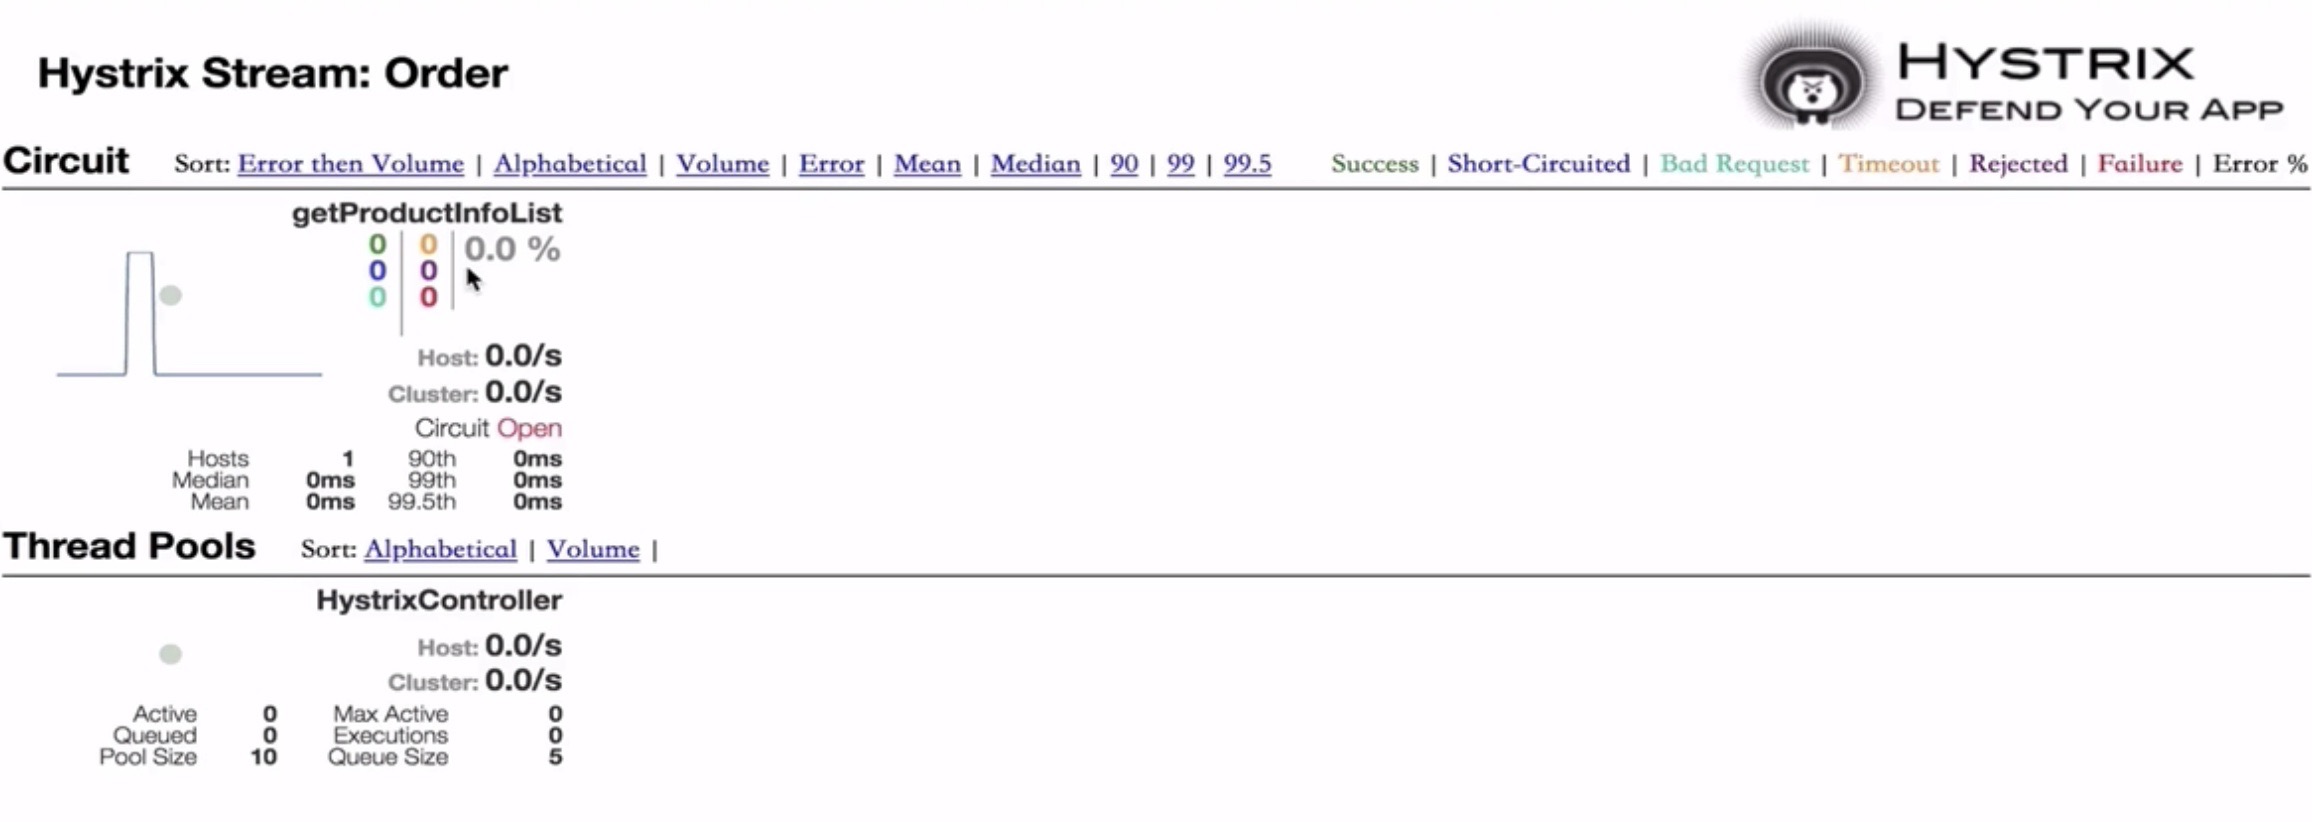 Hystrix Stream: Order
HYSTRIX
DEFEND YOUR APP
Circuit Sort: Error then Volume | Alphabetical | Volume | Error | Mean | Median | 90 | 99 | 99.5 Success | Short-Circuited | Bad Request | Timeout | Rejected | Failure | Error %
getProductInfoList
0 0 0.0 %
0 0
0 0
Host: 0.0/s
Cluster: 0.0/s
Circuit Open
Hosts 1 90th 0ms
Median 0ms 99th 0ms
Mean 0ms 99.5th 0ms
Thread Pools Sort: Alphabetical | Volume |
HystrixController
Host: 0.0/s
Cluster: 0.0/s
Active 0 Max Active 0
Queued 0 Executions 0
Pool Size 10 Queue Size 5